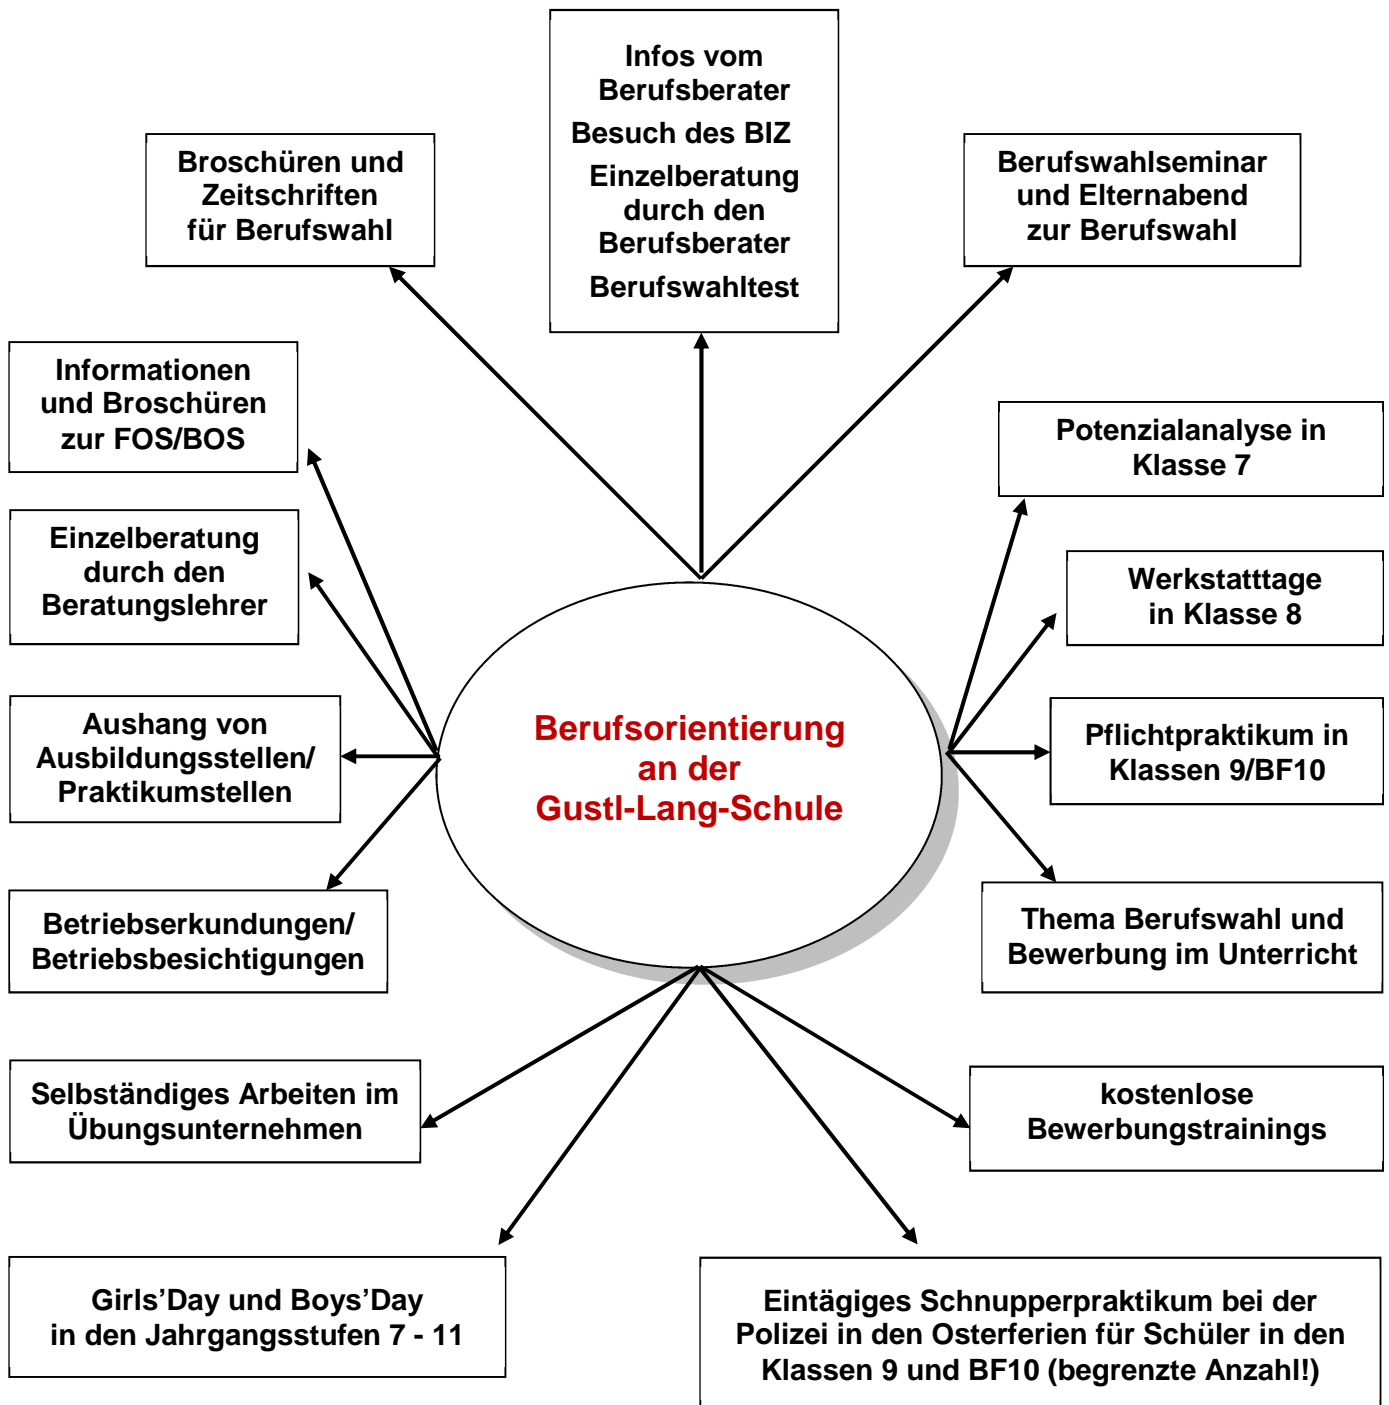 Infos vom
Berufsberater
Besuch des BIZ
Einzelberatung
durch den
Berufsberater
Berufswahltest
Broschüren und
Zeitschriften
für Berufswahl
Berufswahlseminar
und Elternabend
zur Berufswahl
Informationen
und Broschüren
zur FOS/BOS
Potenzialanalyse in
Klasse 7
Einzelberatung
durch den
Beratungslehrer
Werkstatttage
in Klasse 8
Aushang von
Ausbildungsstellen/
Praktikumstellen
Berufsorientierung
an der
Gustl-Lang-Schule
Pflichtpraktikum in
Klassen 9/BF10
Betriebserkundungen/
Betriebsbesichtigungen
Thema Berufswahl und
Bewerbung im Unterricht
Selbständiges Arbeiten im
Übungsunternehmen
kostenlose
Bewerbungstrainings
Girls’Day und Boys’Day
in den Jahrgangsstufen 7 - 11
Eintägiges Schnupperpraktikum bei der
Polizei in den Osterferien für Schüler in den
Klassen 9 und BF10 (begrenzte Anzahl!)